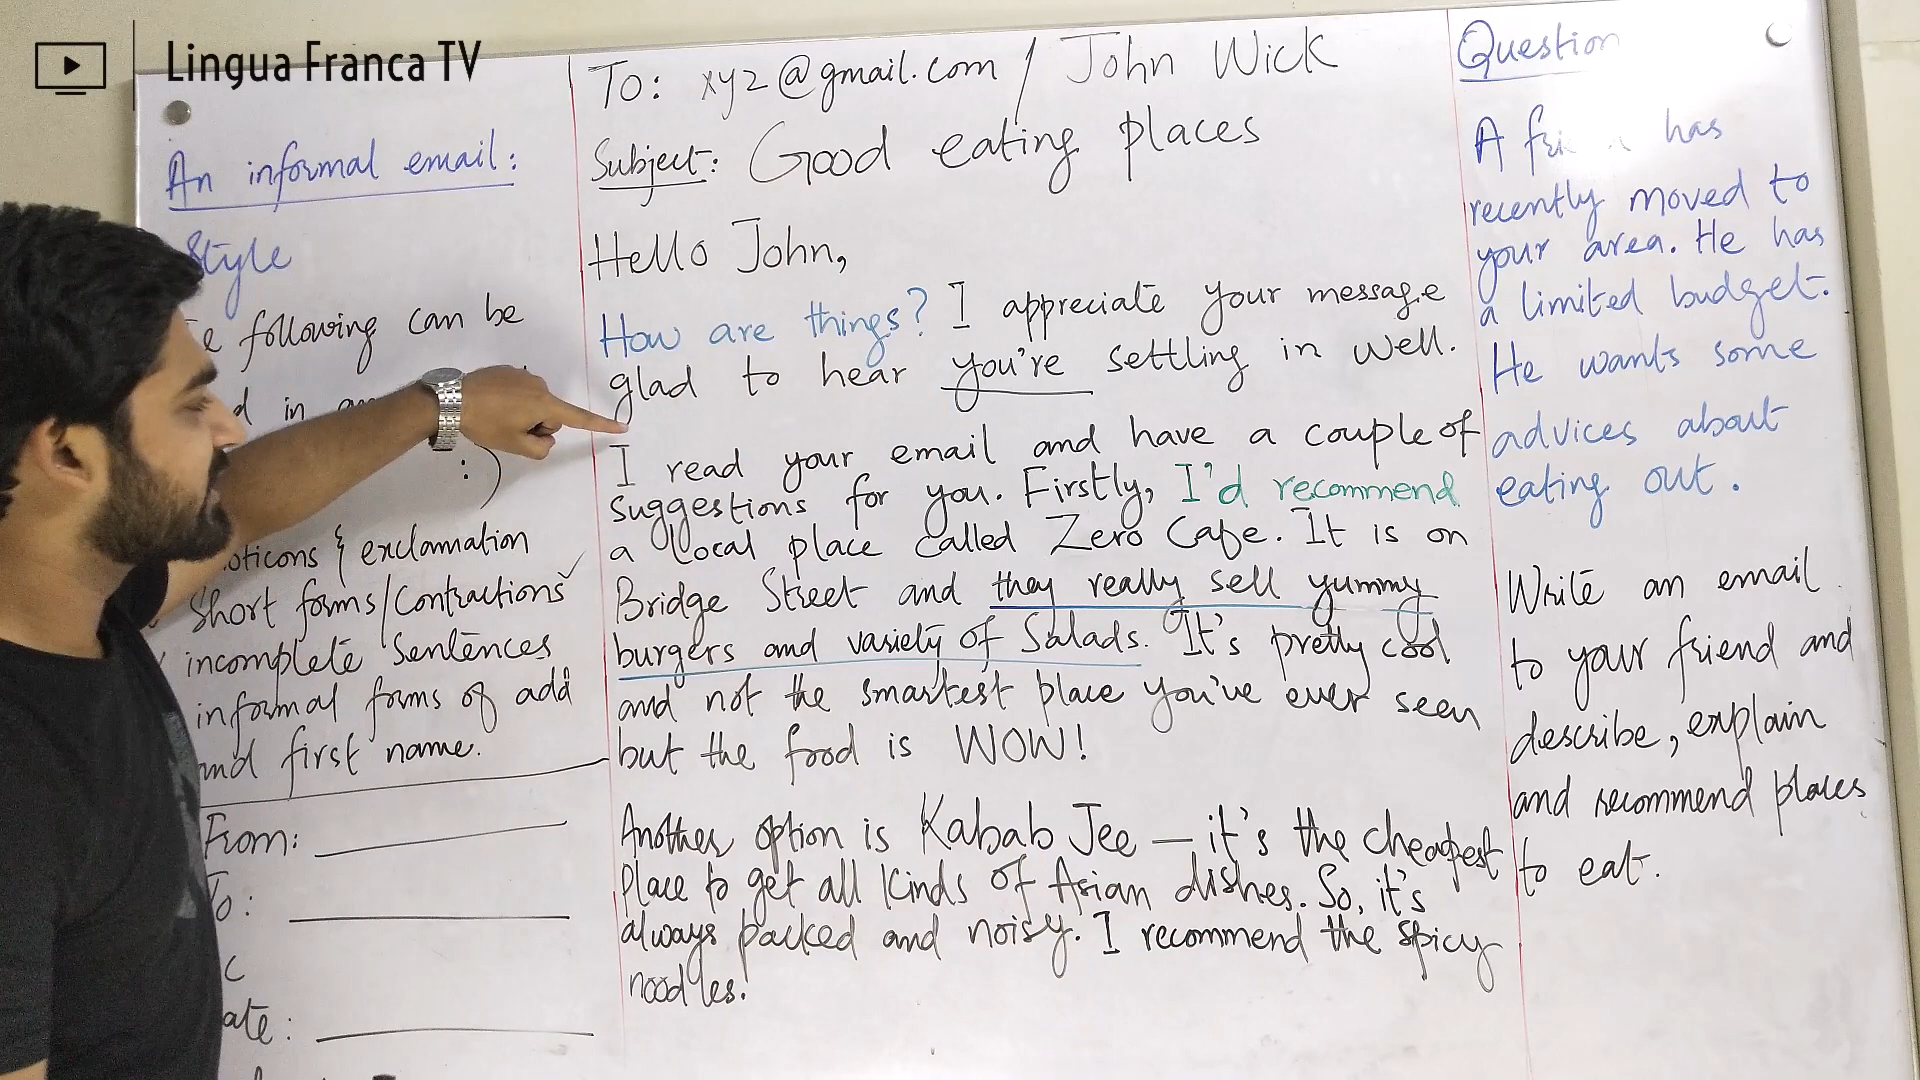 Lingua Franca TV
An informal email:
Style
following can be
in
:)
& exclamation
short forms/Contractions
incomplete Sentences
informal forms of add
and first name.
From:
To:
C
ate:
To: xyz@gmail.com / John Wick
Subject: Good eating places
Hello John,
How are things? I appreciate your message
glad to hear you're settling in well.
I read your email and have a couple of
suggestions for you. Firstly, I'd recommend
a local place called Zero Cafe. It is on
Bridge Street and they really sell yummy
burgers and variety of Salads. It's pretty cool
and not the smartest place you've ever seen
but the food is WOW!
Another option is Kabab Jee – it's the cheapest
Place to get all kinds of Asian dishes. So, it's
always packed and noisy. I recommend the spicy
noodles.
Question
A has
recently moved to
your area. He has
a limited budget.
He wants some
advices about
eating out.
Write an email
to your friend and
describe, explain
and recommend places
to eat.